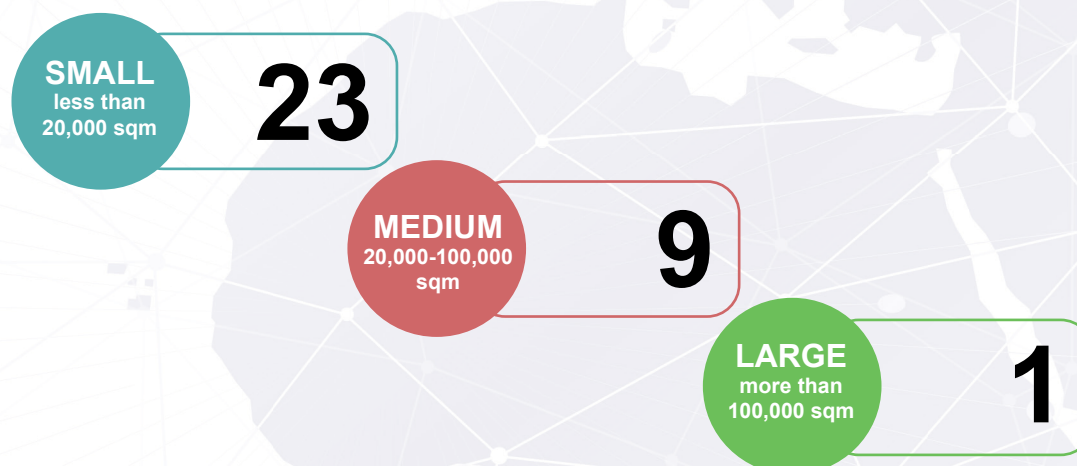 SMALL
less than
20,000 sqm
23
MEDIUM
20,000-100,000
sqm
9
LARGE
more than
100,000 sqm
1